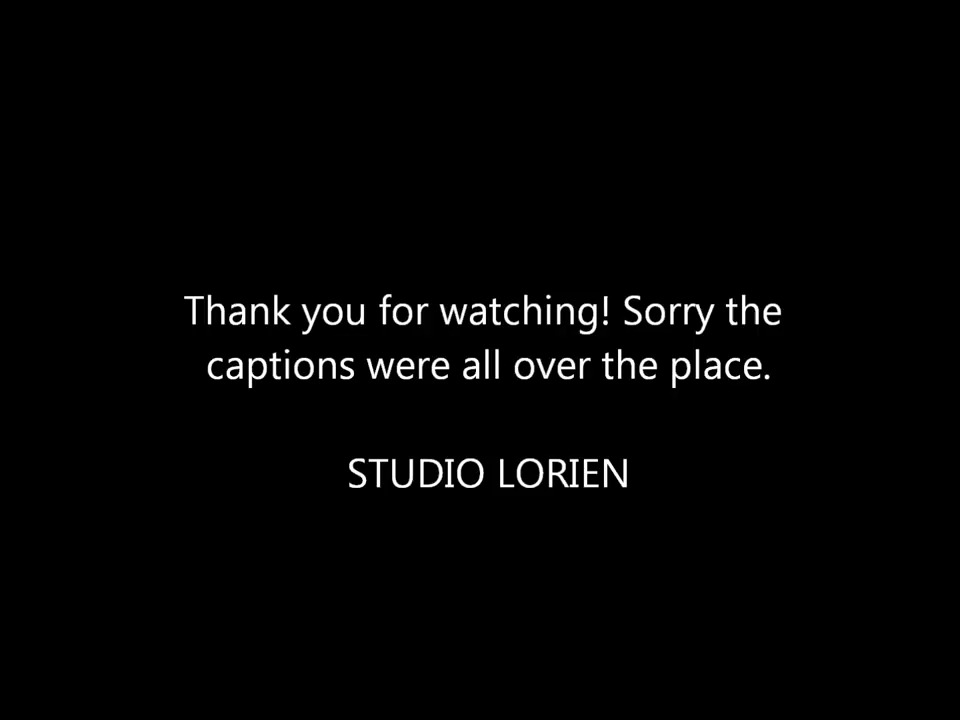 Thank you for watching! Sorry the
captions were all over the place.
STUDIO LORIEN